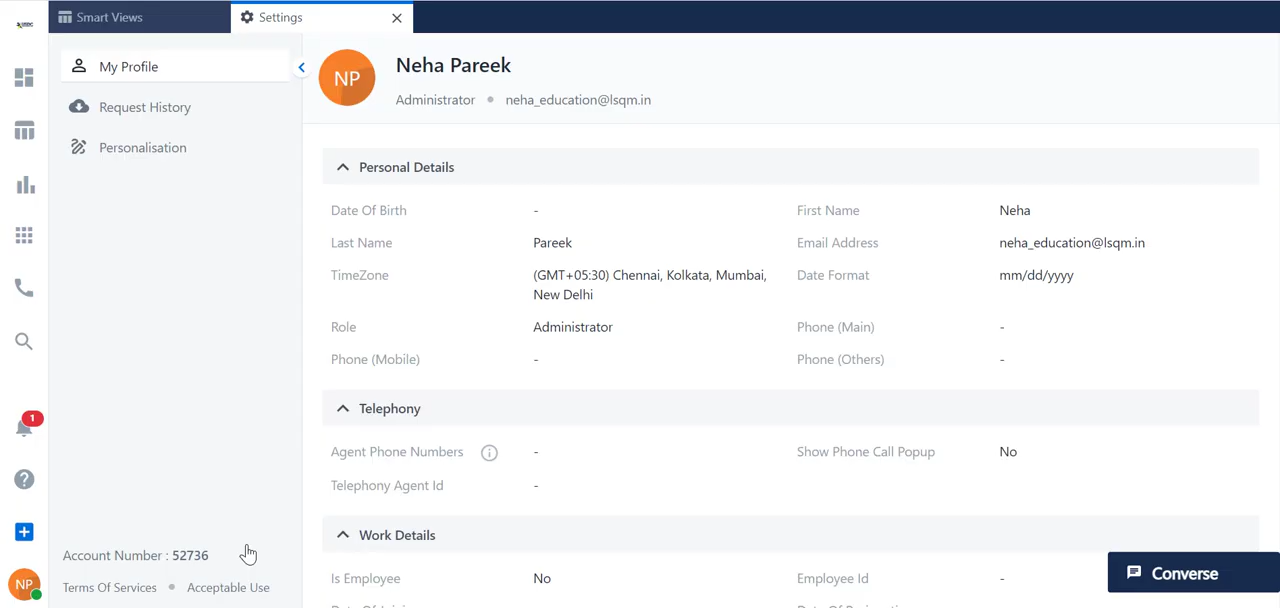 Smart Views
Settings
My Profile
Request History
Personalisation
NP
Neha Pareek
Administrator • neha_education@lsqm.in
Personal Details
Date Of Birth -
First Name Neha
Last Name Pareek
Email Address neha_education@lsqm.in
TimeZone (GMT+05:30) Chennai, Kolkata, Mumbai,
New Delhi
Date Format mm/dd/yyyy
Role Administrator
Phone (Main) -
Phone (Mobile) -
Phone (Others) -
Telephony
Agent Phone Numbers -
Show Phone Call Popup No
Telephony Agent Id -
Work Details
Is Employee No
Employee Id -
1
NP
Account Number : 52736
Terms Of Services • Acceptable Use
Converse